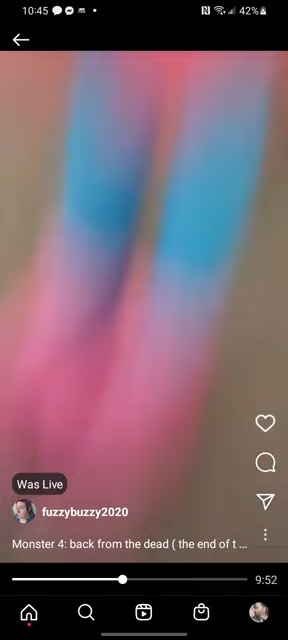 10:45
42%
Was Live
fuzzybuzzy2020
Monster 4: back from the dead ( the end of t ...
9:52